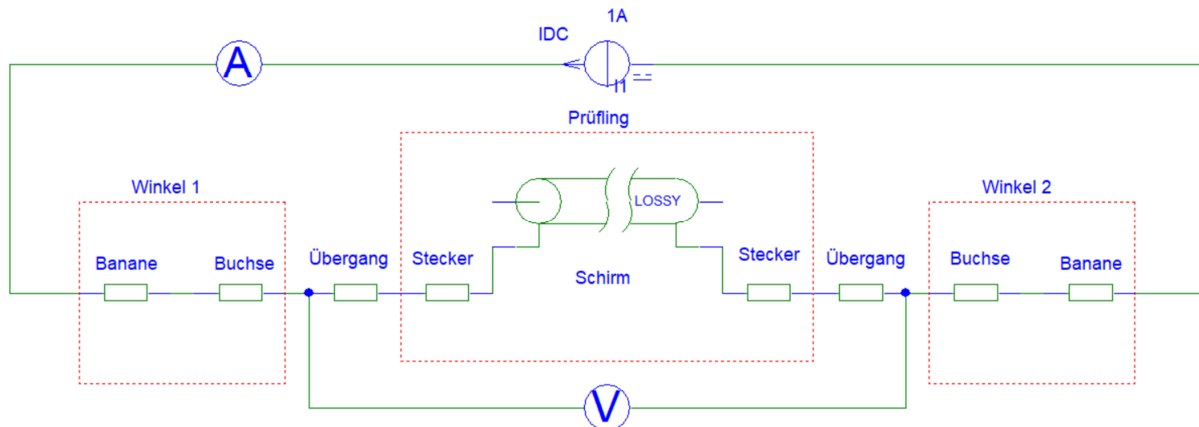 1A
IDC
A
I1
Prüfling
Winkel 1
Winkel 2
LOSSY
Banane
Buchse
Übergang
Stecker
Schirm
Stecker
Übergang
Buchse
Banane
V